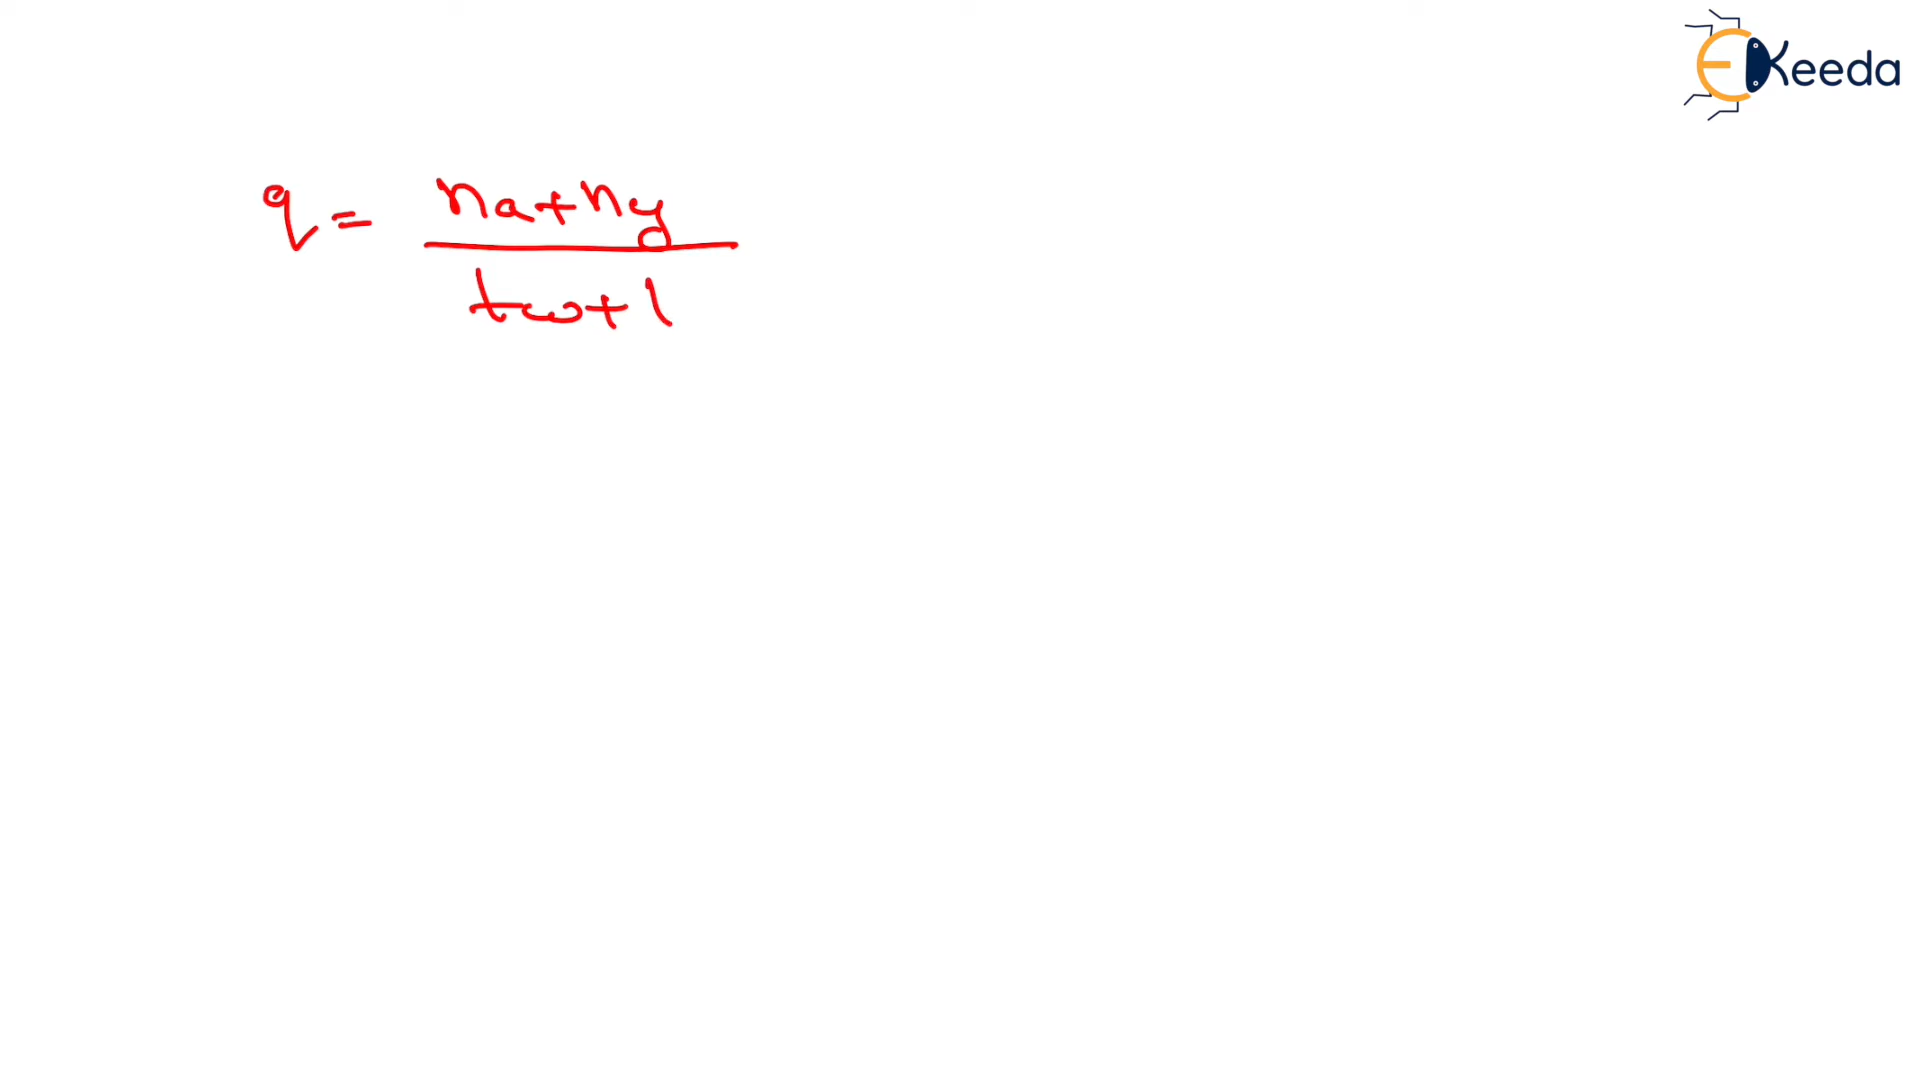 EKeeda
q = na+ny
tw+1